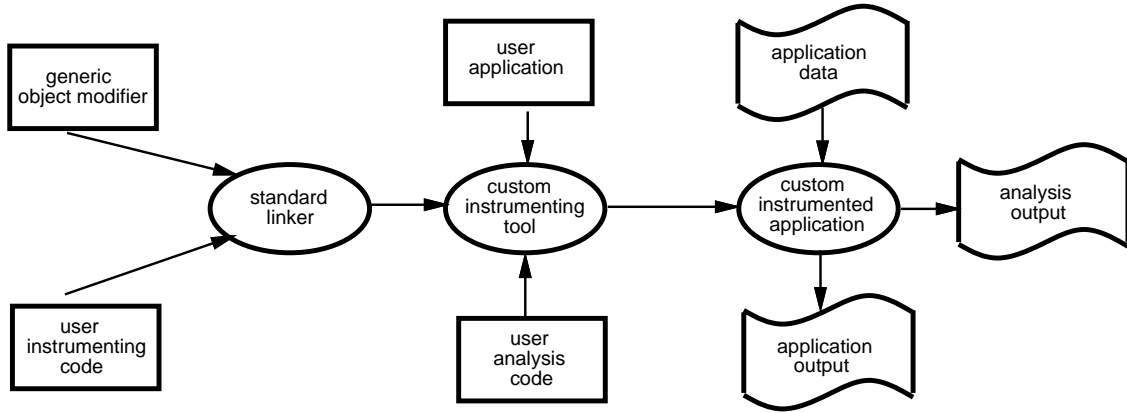 generic
object modifier
user
application
application
data
standard
linker
custom
instrumenting
tool
custom
instrumented
application
analysis
output
user
instrumenting
code
user
analysis
code
application
output